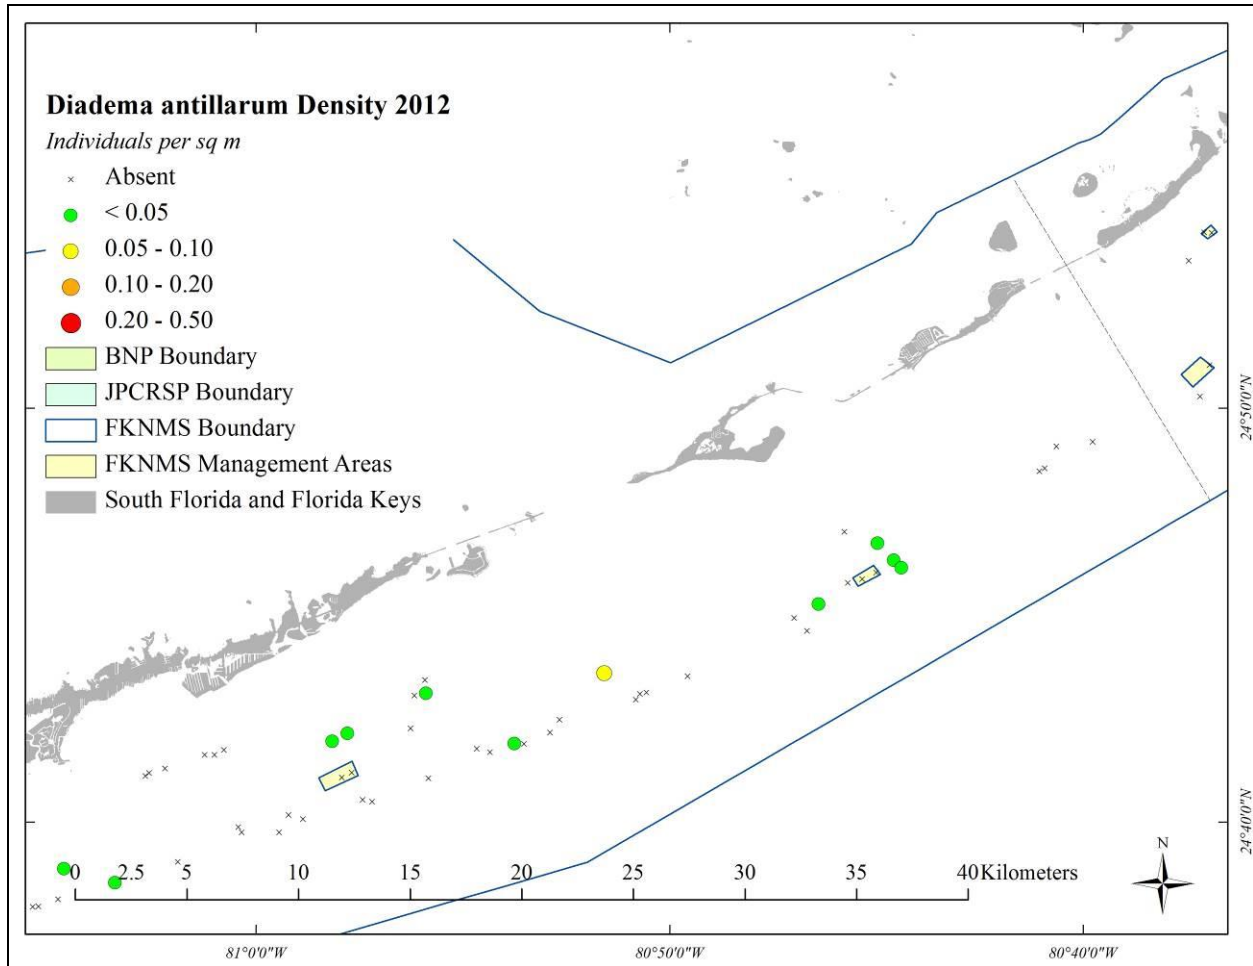 Diadema antillarum Density 2012
Individuals per sq m
Absent
< 0.05
0.05 - 0.10
0.10 - 0.20
0.20 - 0.50
BNP Boundary
JPCRSP Boundary
FKNMS Boundary
FKNMS Management Areas
South Florida and Florida Keys
24°50'0"N
24°40'0"N
N
0 2.5 5 10 15 20 25 30 35 40 Kilometers
81°0'0"W 80°50'0"W 80°40'0"W